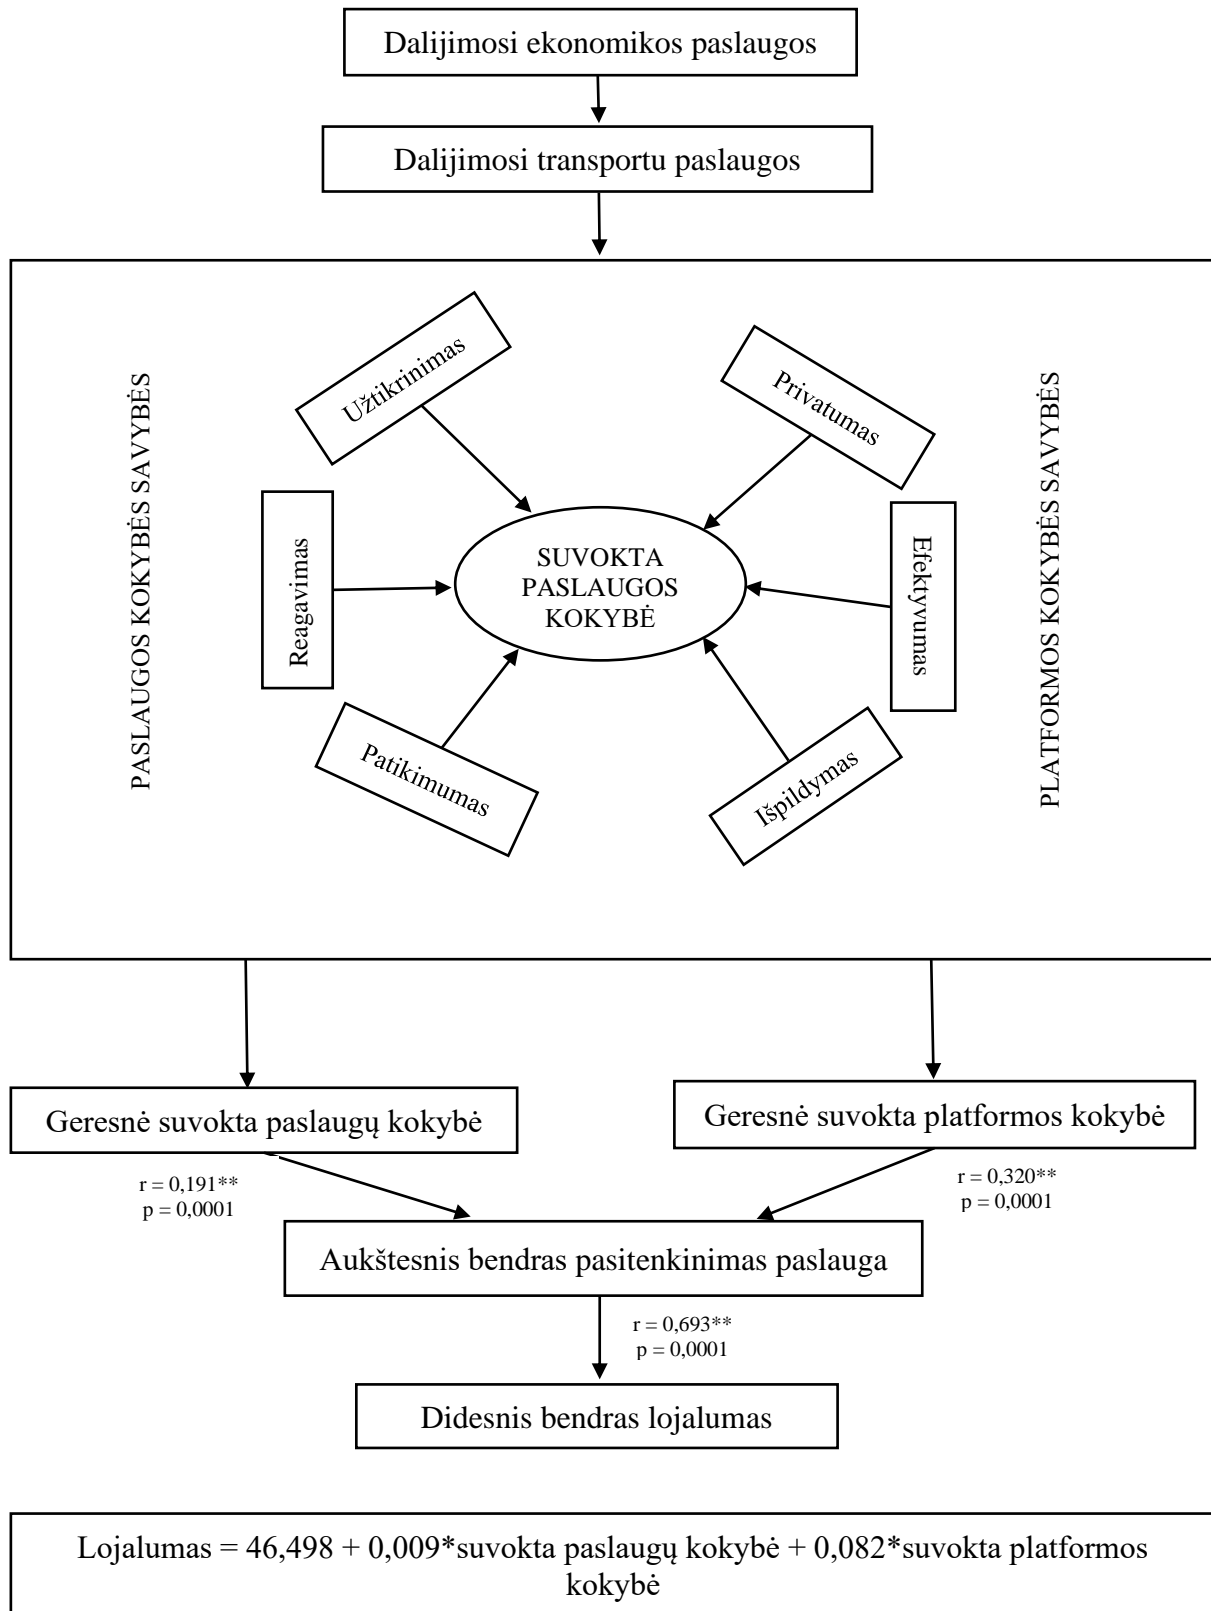 Dalijimosi ekonomikos paslaugos
Dalijimosi transportu paslaugos
PASLAUGOS KOKYBĖS SAVYBĖS
Užtikrinimas
Reagavimas
Patikimumas
SUVOKTA
PASLAUGOS
KOKYBĖ
Privatumas
Efektyvumas
Išpildymas
PLATFORMOS KOKYBĖS SAVYBĖS
Geresnė suvokta paslaugų kokybė
Geresnė suvokta platformos kokybė
r = 0,191**
p = 0,0001
r = 0,320**
p = 0,0001
Aukštesnis bendras pasitenkinimas paslauga
r = 0,693**
p = 0,0001
Didesnis bendras lojalumas
Lojalumas = 46,498 + 0,009*suvokta paslaugų kokybė + 0,082*suvokta platformos
kokybė